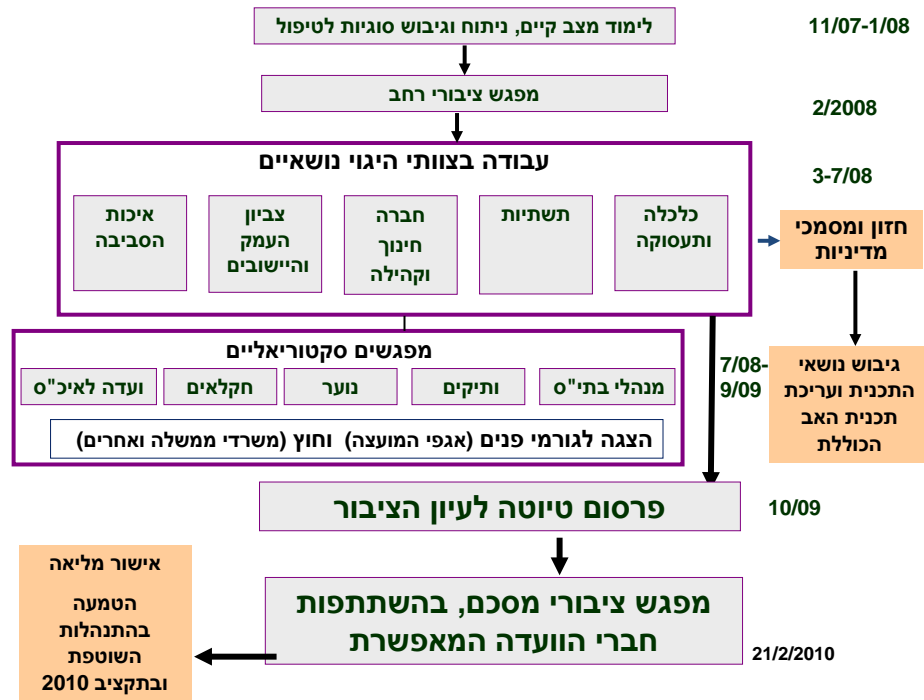 לימוד מצב קיים, ניתוח וגיבוש סוגיות לטיפול
11/07-1/08
מפגש ציבורי רחב
2/2008
עבודה בצוותי היגוי נושאיים
3-7/08
כלכלה
ותעסוקה
תשתיות
חברה
חינוך
וקהילה
צביון
העמק
והיישובים
איכות
הסביבה
חזון ומסמכי
מדיניות
מפגשים סקטוריאליים
מנהלי בתי"ס
ותיקים
נוער
חקלאים
ועדה לאיכ"ס
הצגה לגורמי פנים (אגפי המועצה) וחוץ (משרדי ממשלה ואחרים)
7/08-
9/09
גיבוש נושאי
התכנית ועריכת
תכנית האב
הכוללת
פרסום טיוטה לעיון הציבור
10/09
מפגש ציבורי מסכם, בהשתתפות
חברי הוועדה המאפשרת
21/2/2010
אישור מליאה
הטמעה
בהתנהלות
השוטפת
ובתקציב 2010